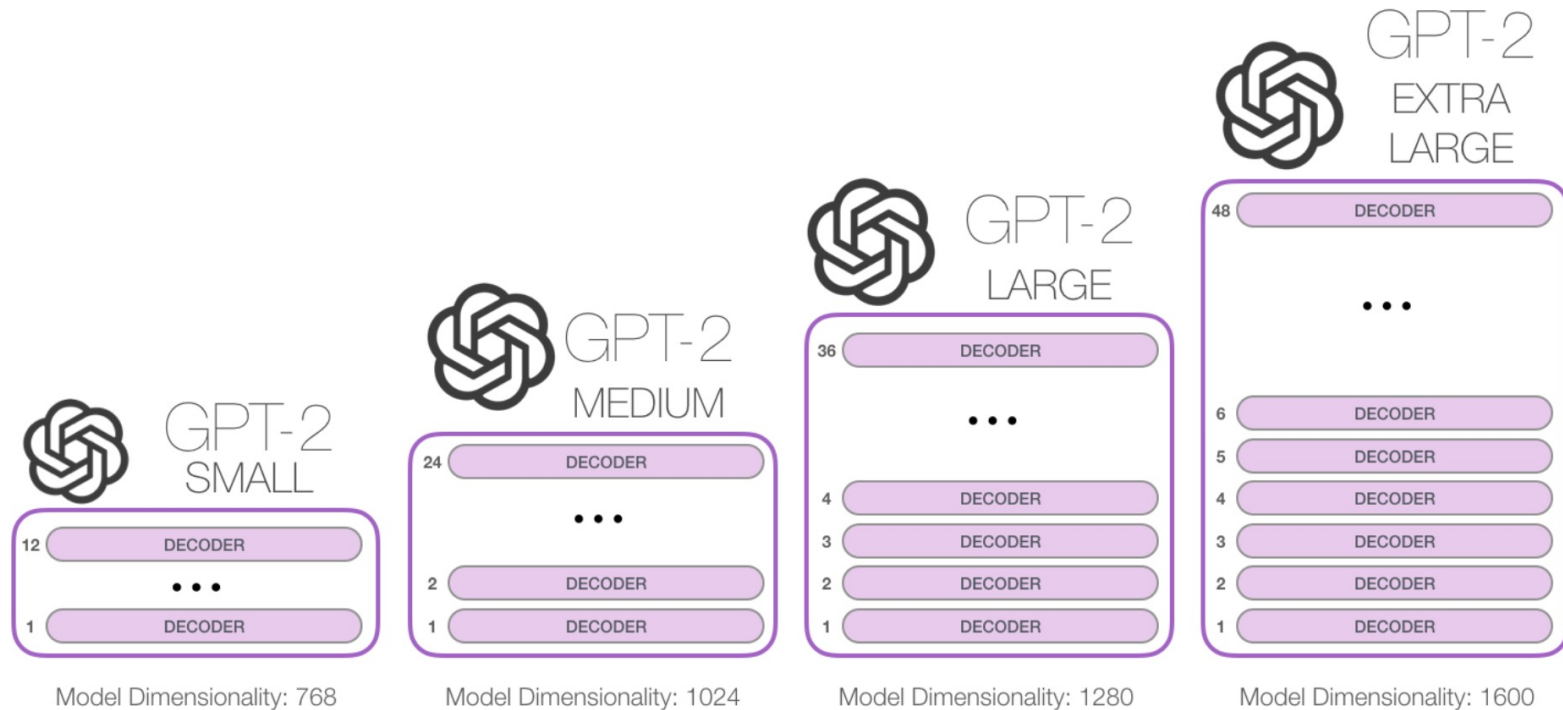 GPT-2
SMALL
12 DECODER
...
1 DECODER
Model Dimensionality: 768
GPT-2
MEDIUM
24 DECODER
...
2 DECODER
1 DECODER
Model Dimensionality: 1024
GPT-2
LARGE
36 DECODER
...
4 DECODER
3 DECODER
2 DECODER
1 DECODER
Model Dimensionality: 1280
GPT-2
EXTRA
LARGE
48 DECODER
...
6 DECODER
5 DECODER
4 DECODER
3 DECODER
2 DECODER
1 DECODER
Model Dimensionality: 1600